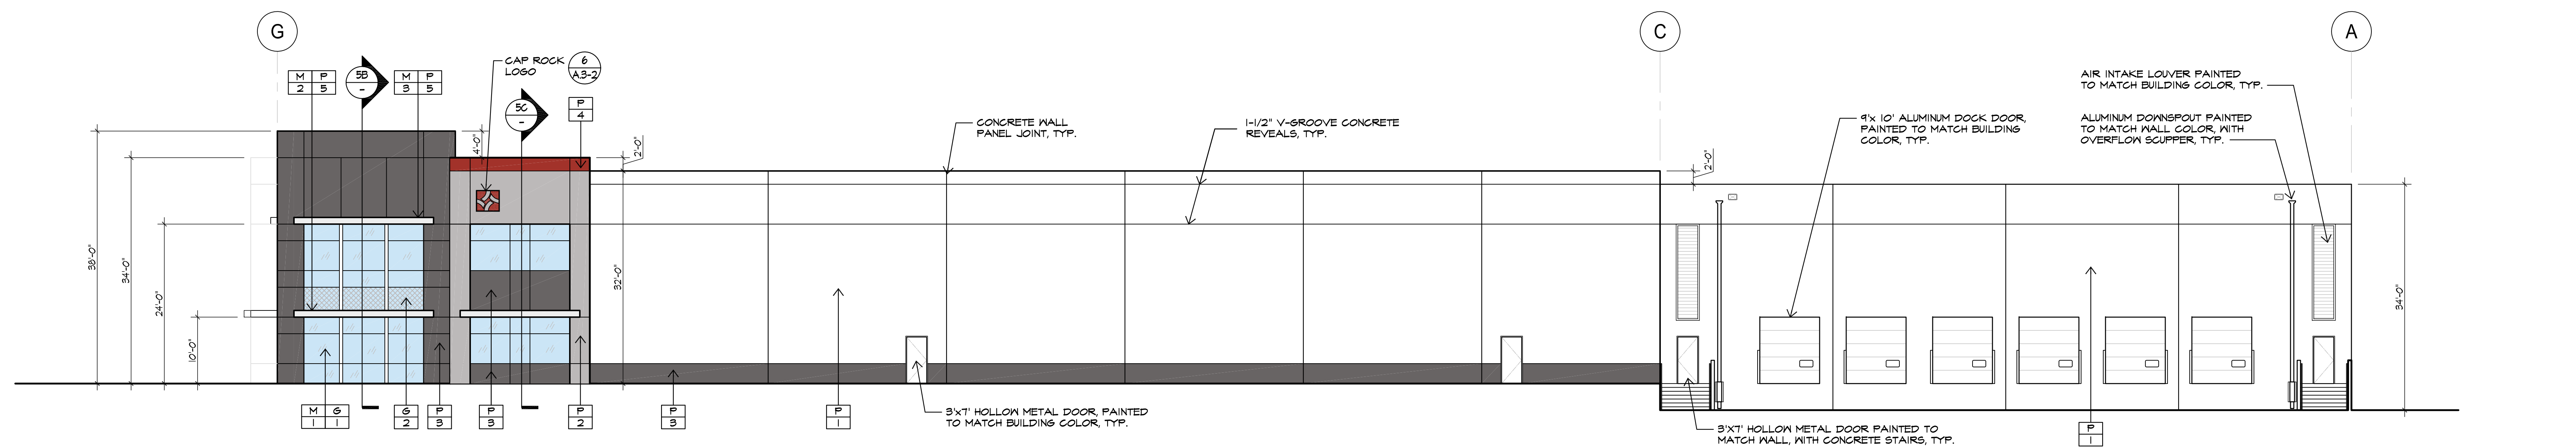 G
C
A
M P
2 5
5B
-
M P
3 5
CAP ROCK
LOGO
6
A.3-2
5C
-
P
4
4'-0"
2'-0"
CONCRETE WALL
PANEL JOINT, TYP.
1-1/2" V-GROOVE CONCRETE
REVEALS, TYP.
2'-0"
9'x 10' ALUMINUM DOCK DOOR,
PAINTED TO MATCH BUILDING
COLOR, TYP.
AIR INTAKE LOUVER PAINTED
TO MATCH BUILDING COLOR, TYP.
ALUMINUM DOWNSPOUT PAINTED
TO MATCH WALL COLOR, WITH
OVERFLOW SCUPPER, TYP.
38'-0"
34'-0"
24'-0"
10'-0"
32'-0"
34'-0"
M G
1 1
G
2
P
3
P
3
P
2
P
3
P
1
3'x7' HOLLOW METAL DOOR, PAINTED
TO MATCH BUILDING COLOR, TYP.
3'X7' HOLLOW METAL DOOR PAINTED TO
MATCH WALL, WITH CONCRETE STAIRS, TYP.
P
1